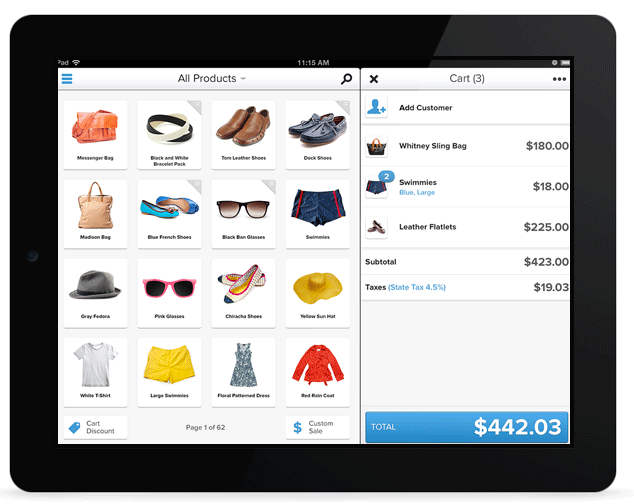 Pad
11:15 AM
All Products
Cart (3)
Add Customer
Messenger Bag
Black and White
Bracelet Pack
Tom Leather Shoes
Dock Shoes
Whitney Sling Bag
$180.00
2
Swimmies
$18.00
Blue, Large
Madison Bag
Blue French Shoes
Black Ban Glasses
Swimmies
Leather Flatlets
$225.00
Subtotal
$423.00
Taxes (State Tax 4.5%)
$19.03
Gray Fedora
Pink Glasses
Chiracha Shoes
Yellow Sun Hat
White T-Shirt
Large Swimmies
Floral Patterned Dress
Red Rain Coat
Cart
Discount
Page 1 of 62
$
Custom
Sale
TOTAL
$442.03